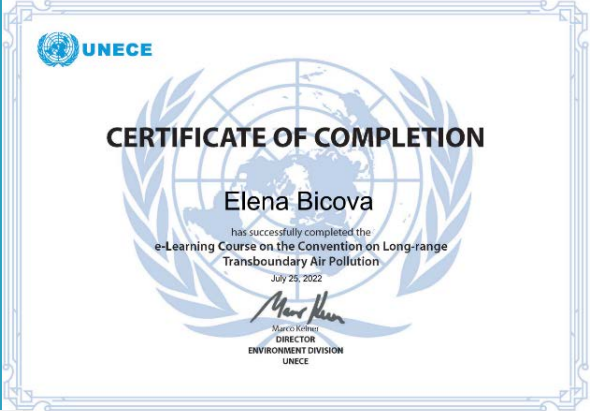 UNECE
CERTIFICATE OF COMPLETION
Elena Bicova
has successfully completed the
e-Learning Course on the Convention on Long-range
Transboundary Air Pollution
July 25, 2022
Marco Keiner
DIRECTOR
ENVIRONMENT DIVISION
UNECE